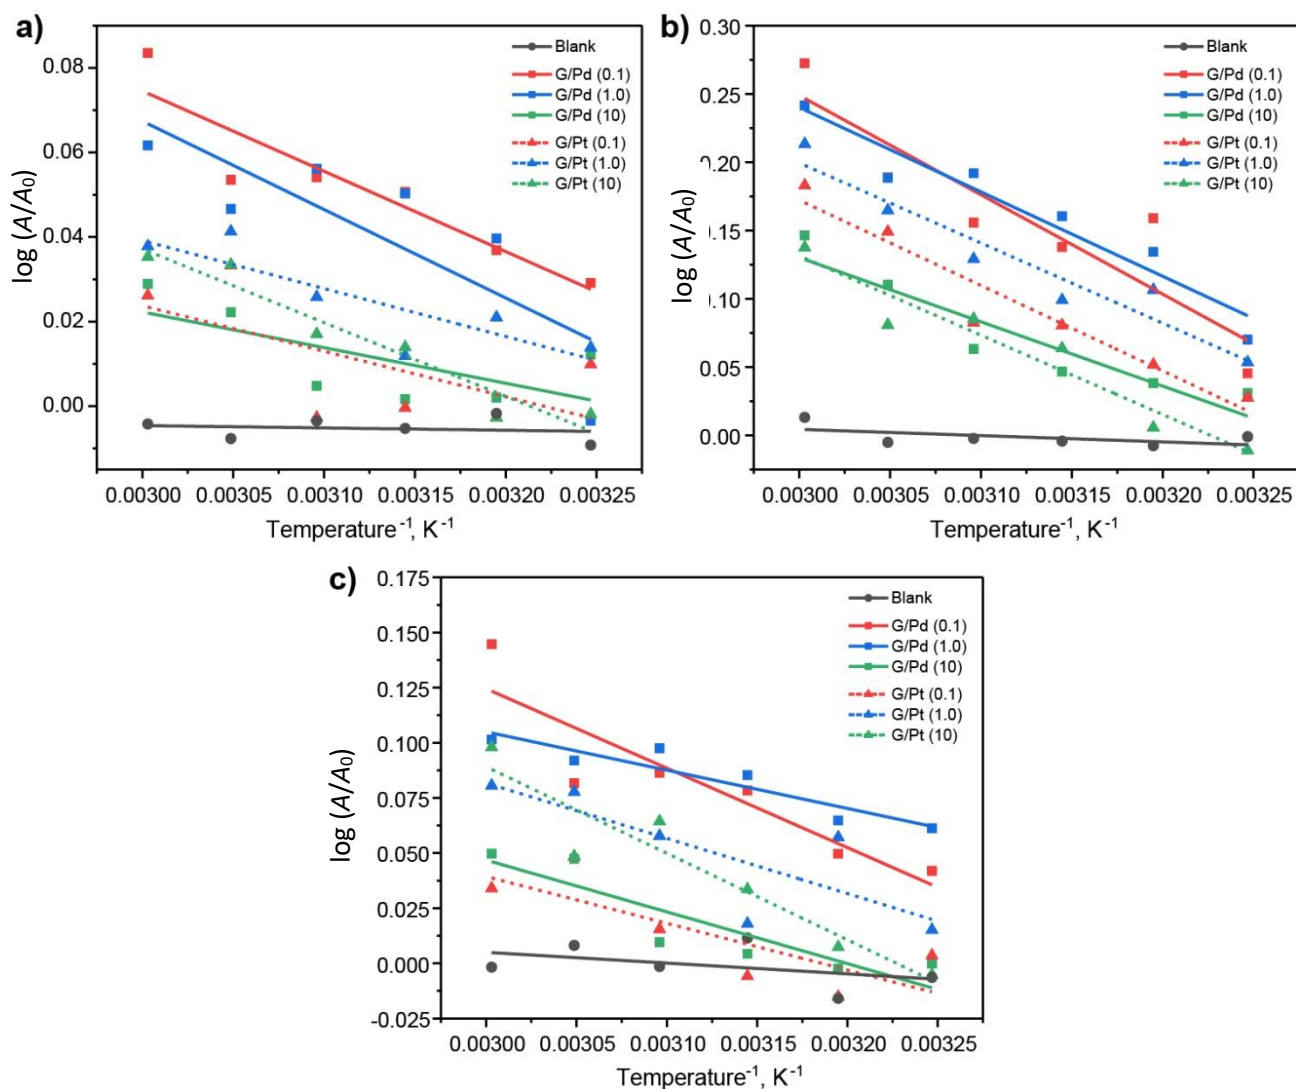 a)
log (A/A0)
0.08
0.06
0.04
0.02
0.00
Blank
G/Pd (0.1)
G/Pd (1.0)
G/Pd (10)
G/Pt (0.1)
G/Pt (1.0)
G/Pt (10)
0.00300 0.00305 0.00310 0.00315 0.00320 0.00325
Temperature⁻¹, K⁻¹
b)
log (A/A0)
0.30
0.25
,.20
0.15
0.10
0.05
0.00
Blank
G/Pd (0.1)
G/Pd (1.0)
G/Pd (10)
G/Pt (0.1)
G/Pt (1.0)
G/Pt (10)
0.00300 0.00305 0.00310 0.00315 0.00320 0.00325
Temperature⁻¹, K⁻¹
c)
log (A/A0)
0.175
0.150
0.125
0.100
0.075
0.050
0.025
0.000
-0.025
Blank
G/Pd (0.1)
G/Pd (1.0)
G/Pd (10)
G/Pt (0.1)
G/Pt (1.0)
G/Pt (10)
0.00300 0.00305 0.00310 0.00315 0.00320 0.00325
Temperature⁻¹, K⁻¹